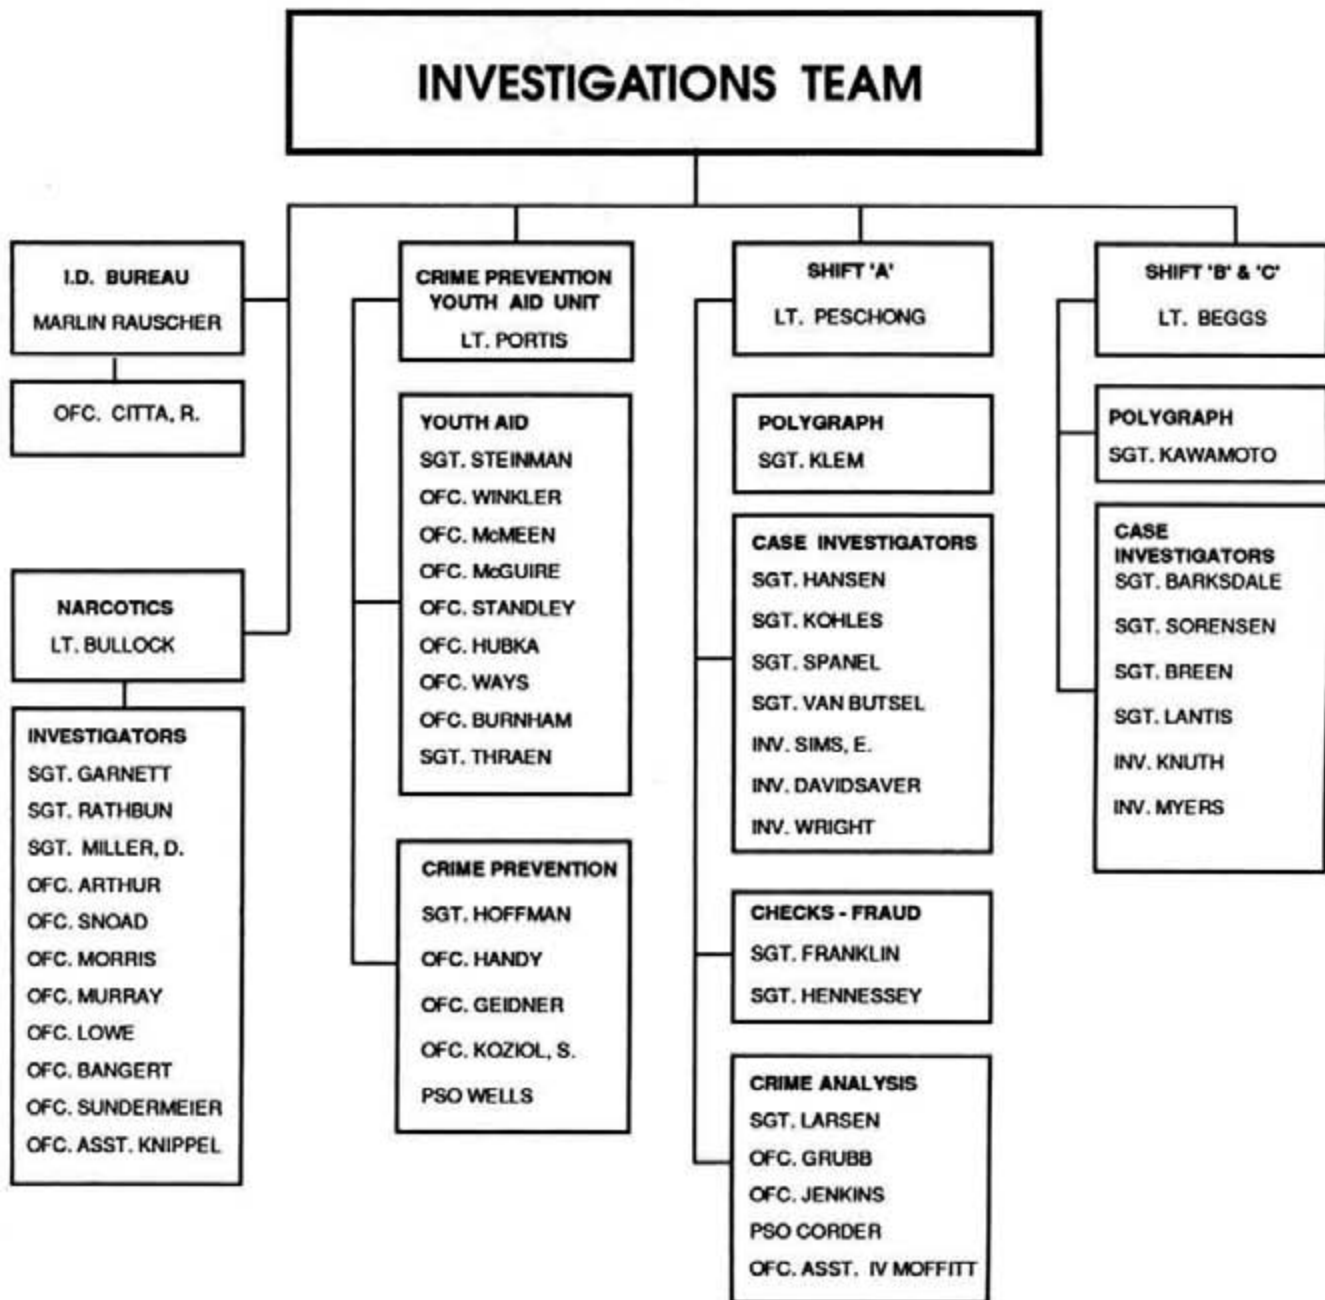 INVESTIGATIONS TEAM
I.D. BUREAU
MARLIN RAUSCHER
OFC. CITTA, R.
NARCOTICS
LT. BULLOCK
INVESTIGATORS
SGT. GARNETT
SGT. RATHBUN
SGT. MILLER, D.
OFC. ARTHUR
OFC. SNOAD
OFC. MORRIS
OFC. MURRAY
OFC. LOWE
OFC. BANGERT
OFC. SUNDERMEIER
OFC. ASST. KNIPPEL
CRIME PREVENTION
YOUTH AID UNIT
LT. PORTIS
YOUTH AID
SGT. STEINMAN
OFC. WINKLER
OFC. McMEEN
OFC. McGUIRE
OFC. STANDLEY
OFC. HUBKA
OFC. WAYS
OFC. BURNHAM
SGT. THRAEN
CRIME PREVENTION
SGT. HOFFMAN
OFC. HANDY
OFC. GEIDNER
OFC. KOZIOL, S.
PSO WELLS
SHIFT 'A'
LT. PESCHONG
POLYGRAPH
SGT. KLEM
CASE INVESTIGATORS
SGT. HANSEN
SGT. KOHLES
SGT. SPANEL
SGT. VAN BUTSEL
INV. SIMS, E.
INV. DAVIDSAVER
INV. WRIGHT
CHECKS - FRAUD
SGT. FRANKLIN
SGT. HENNESSEY
CRIME ANALYSIS
SGT. LARSEN
OFC. GRUBB
OFC. JENKINS
PSO CORDER
OFC. ASST. IV MOFFITT
SHIFT 'B' & 'C'
LT. BEGGS
POLYGRAPH
SGT. KAWAMOTO
CASE
INVESTIGATORS
SGT. BARKSDALE
SGT. SORENSEN
SGT. BREEN
SGT. LANTIS
INV. KNUTH
INV. MYERS